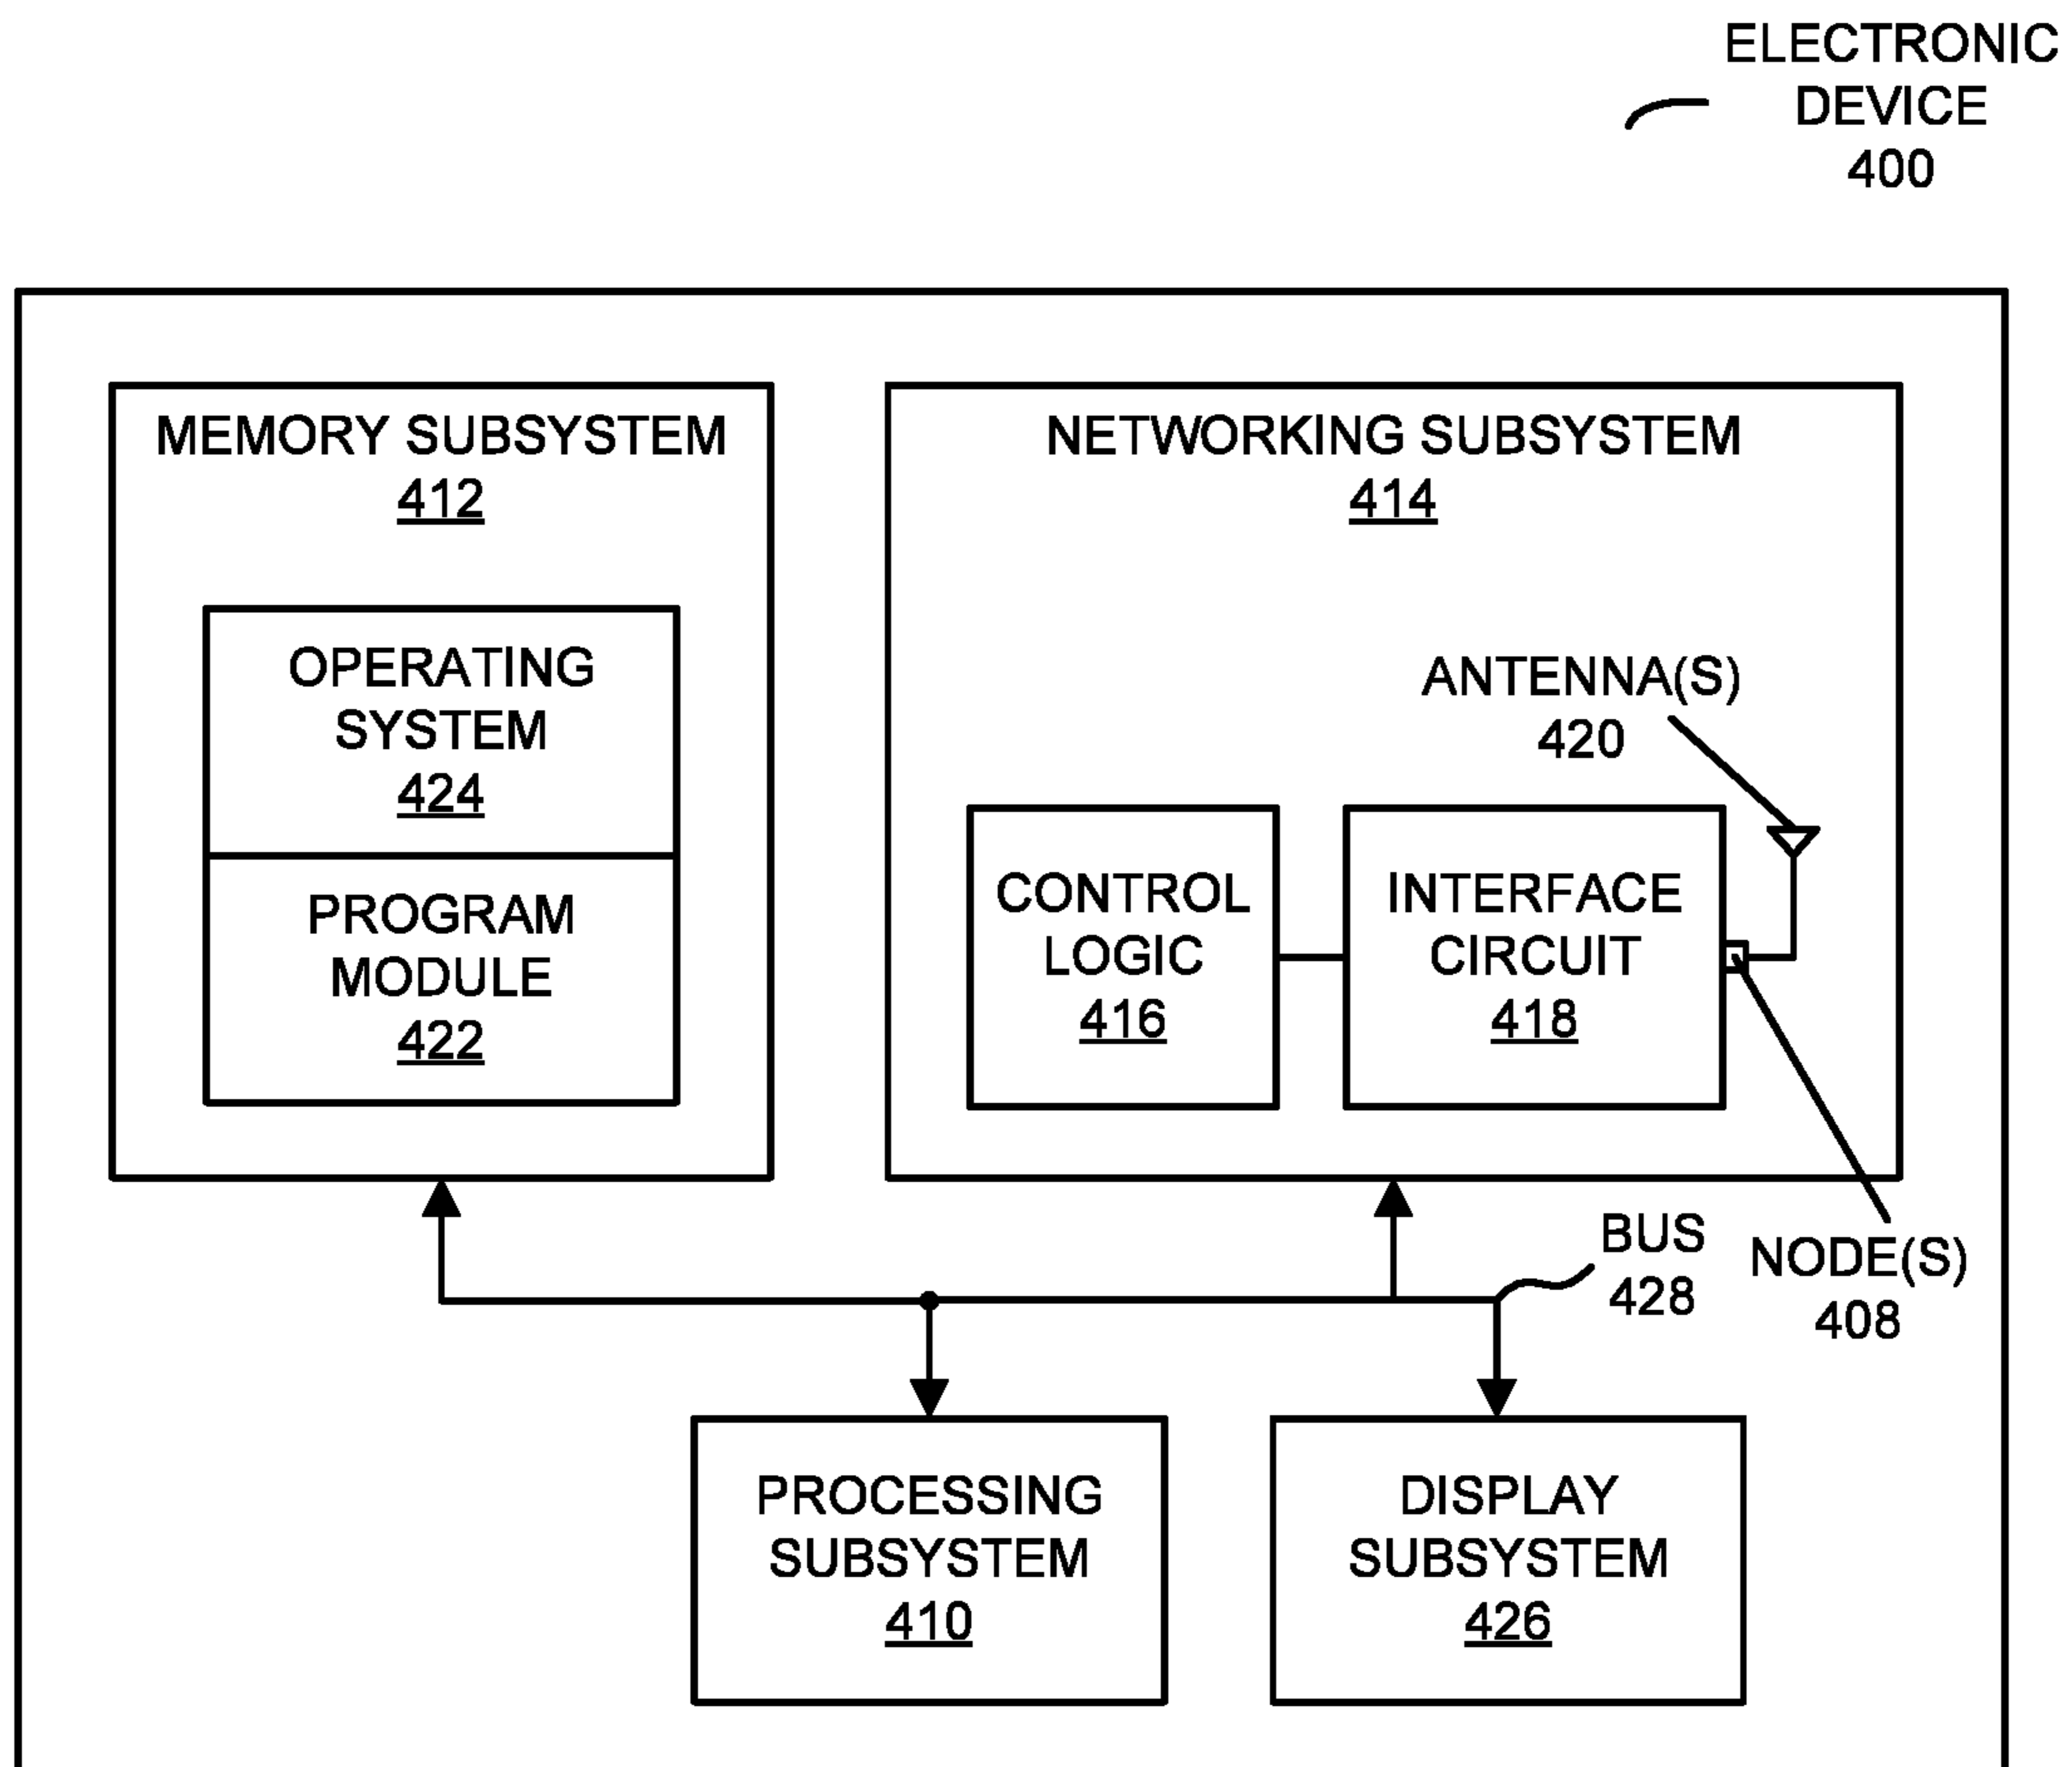 ELECTRONIC
DEVICE
400
MEMORY SUBSYSTEM
412
OPERATING
SYSTEM
424
PROGRAM
MODULE
422
NETWORKING SUBSYSTEM
414
ANTENNA(S)
420
CONTROL
LOGIC
416
INTERFACE
CIRCUIT
418
BUS
428
NODE(S)
408
PROCESSING
SUBSYSTEM
410
DISPLAY
SUBSYSTEM
426